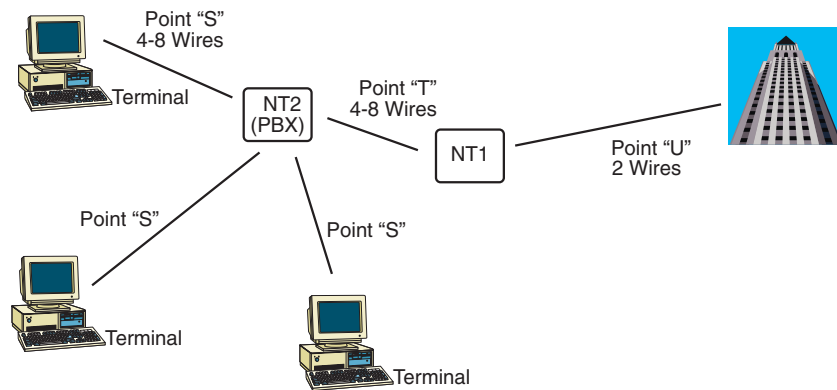 Point “S”
4-8 Wires
Terminal
NT2
(PBX)
Point “T”
4-8 Wires
NT1
Point “U”
2 Wires
Point “S”
Point “S”
Terminal
Terminal